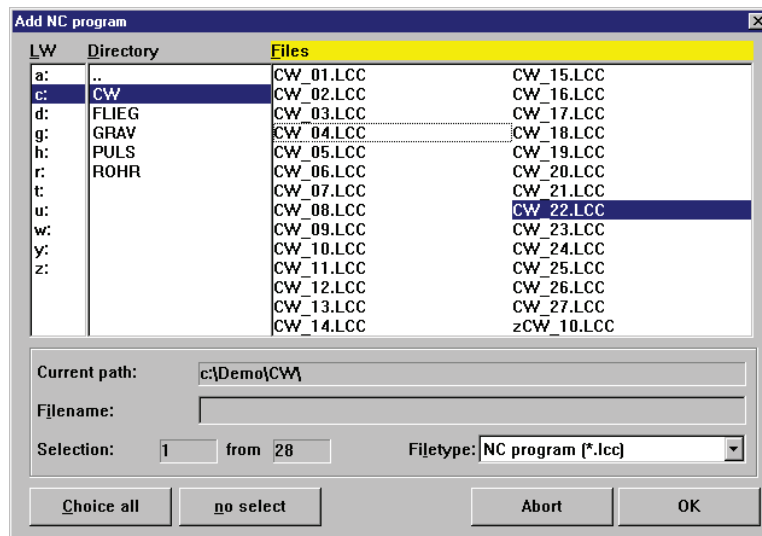 Add NC program
LW Directory Files
a: .. CW_01.LCC CW_15.LCC
c: CW CW_02.LCC CW_16.LCC
d: FLIEG CW_03.LCC CW_17.LCC
g: GRAV CW_04.LCC CW_18.LCC
h: PULS CW_05.LCC CW_19.LCC
r: ROHR CW_06.LCC CW_20.LCC
t: CW_07.LCC CW_21.LCC
u: CW_08.LCC CW_22.LCC
w: CW_09.LCC CW_23.LCC
y: CW_10.LCC CW_24.LCC
z: CW_11.LCC CW_25.LCC
CW_12.LCC CW_26.LCC
CW_13.LCC CW_27.LCC
CW_14.LCC zCW_10.LCC
Current path: c:\Demo\CW\
Filename:
Selection: 1 from 28 Filetype: NC program (*.lcc)
Choice all no select Abort OK